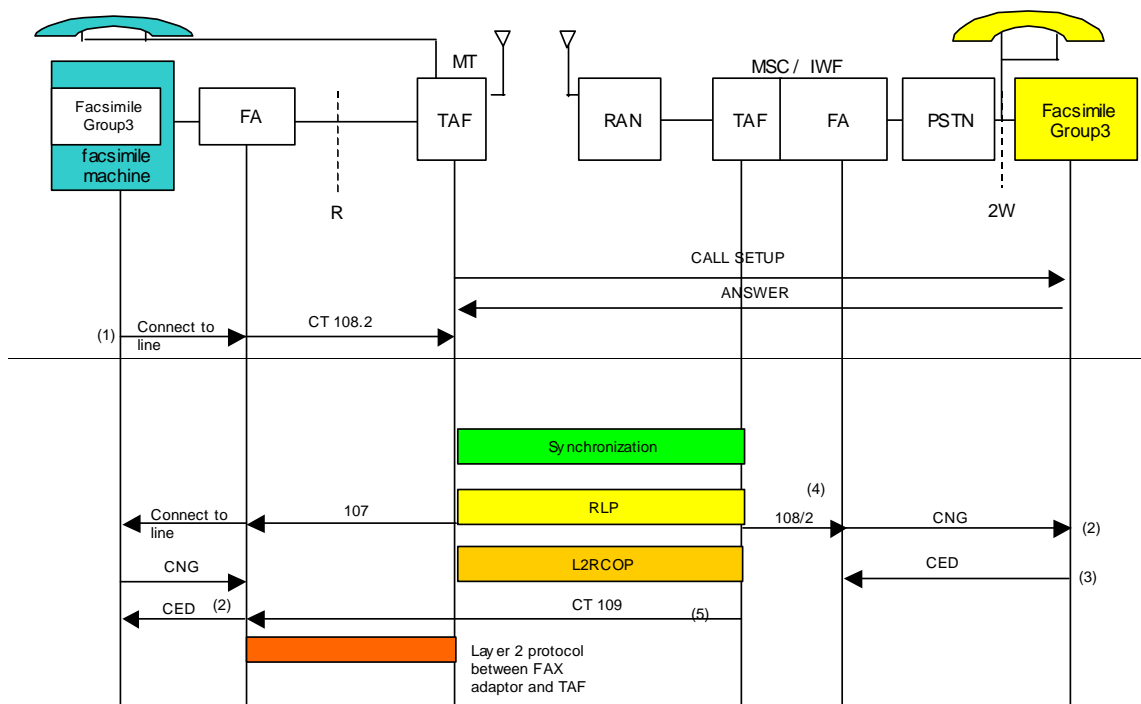 MT
MSC / IWF
Facsimile
Group3
facsimile
machine
FA
TAF
RAN
TAF
FA
PSTN
Facsimile
Group3
R
2W
CALL SETUP
ANSWER
(1)
Connect to
line
CT 108.2
Synchronization
(4)
RLP
Connect to
line
107
108/2
CNG
(2)
L2RCOP
CNG
CED
(3)
CED
(2)
CT 109
(5)
Layer 2 protocol
between FAX
adaptor and TAF